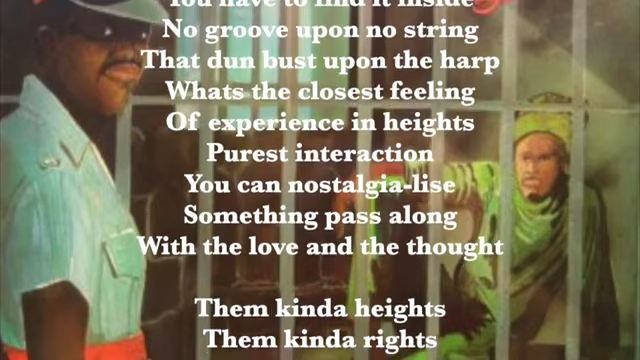 You have to find it inside
No groove upon no string
That dun bust upon the harp
Whats the closest feeling
Of experience in heights
Purest interaction
You can nostalgia-lise
Something pass along
With the love and the thought
Them kinda heights
Them kinda rights